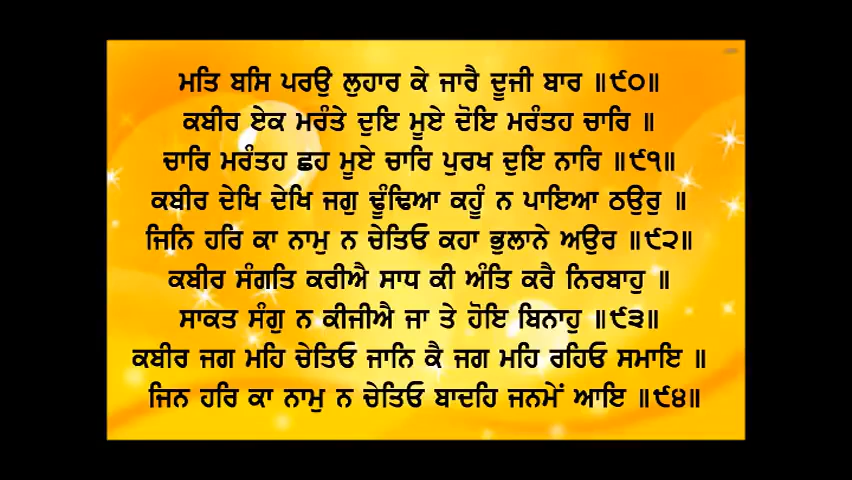 ਮਤਿ ਬਸਿ ਪਰਉ ਲੁਹਾਰ ਕੇ ਜਾਰੈ ਦੂਜੀ ਬਾਰ ॥੯੦॥
ਕਬੀਰ ਏਕ ਮਰੰਤੇ ਦੁਇ ਮੂਏ ਦੋਇ ਮਰੰਤਹ ਚਾਰਿ ॥
ਚਾਰਿ ਮਰੰਤਹ ਛਹ ਮੂਏ ਚਾਰਿ ਪੁਰਖ ਦੁਇ ਨਾਰਿ ॥੯੧॥
ਕਬੀਰ ਦੇਖਿ ਦੇਖਿ ਜਗੁ ਢੂੰਢਿਆ ਕਹੂੰ ਨ ਪਾਇਆ ਠਉਰੁ ॥
ਜਿਨਿ ਹਰਿ ਕਾ ਨਾਮੁ ਨ ਚੇਤਿਓ ਕਹਾ ਭੁਲਾਨੇ ਅਉਰ ॥੯੨॥
ਕਬੀਰ ਸੰਗਤਿ ਕਰੀਐ ਸਾਧ ਕੀ ਅੰਤਿ ਕਰੈ ਨਿਰਬਾਹੁ ॥
ਸਾਕਤ ਸੰਗੁ ਨ ਕੀਜੀਐ ਜਾ ਤੇ ਹੋਇ ਬਿਨਾਹੁ ॥੯੩॥
ਕਬੀਰ ਜਗ ਮਹਿ ਚੇਤਿਓ ਜਾਨਿ ਕੈ ਜਗ ਮਹਿ ਰਹਿਓ ਸਮਾਇ ॥
ਜਿਨ ਹਰਿ ਕਾ ਨਾਮੁ ਨ ਚੇਤਿਓ ਬਾਦਹਿ ਜਨਮੇਂ ਆਇ ॥੯੪॥